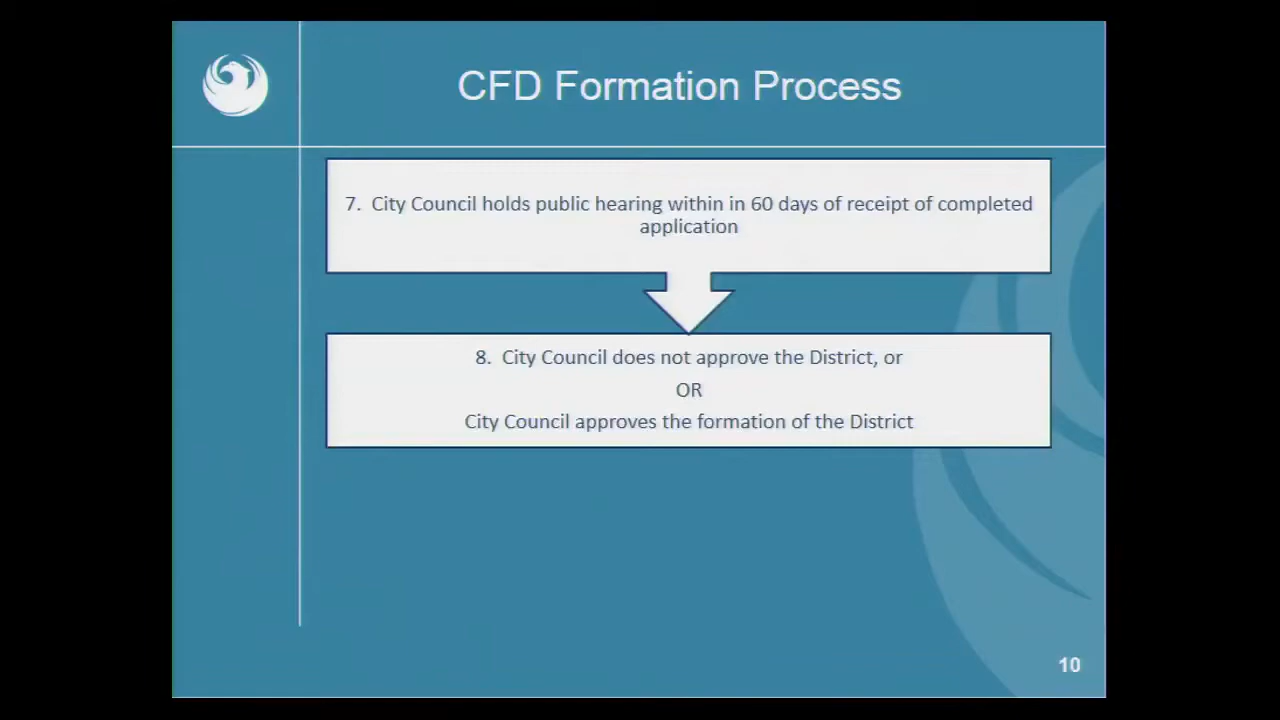 CFD Formation Process
7. City Council holds public hearing within in 60 days of receipt of completed
application
8. City Council does not approve the District, or
OR
City Council approves the formation of the District
10